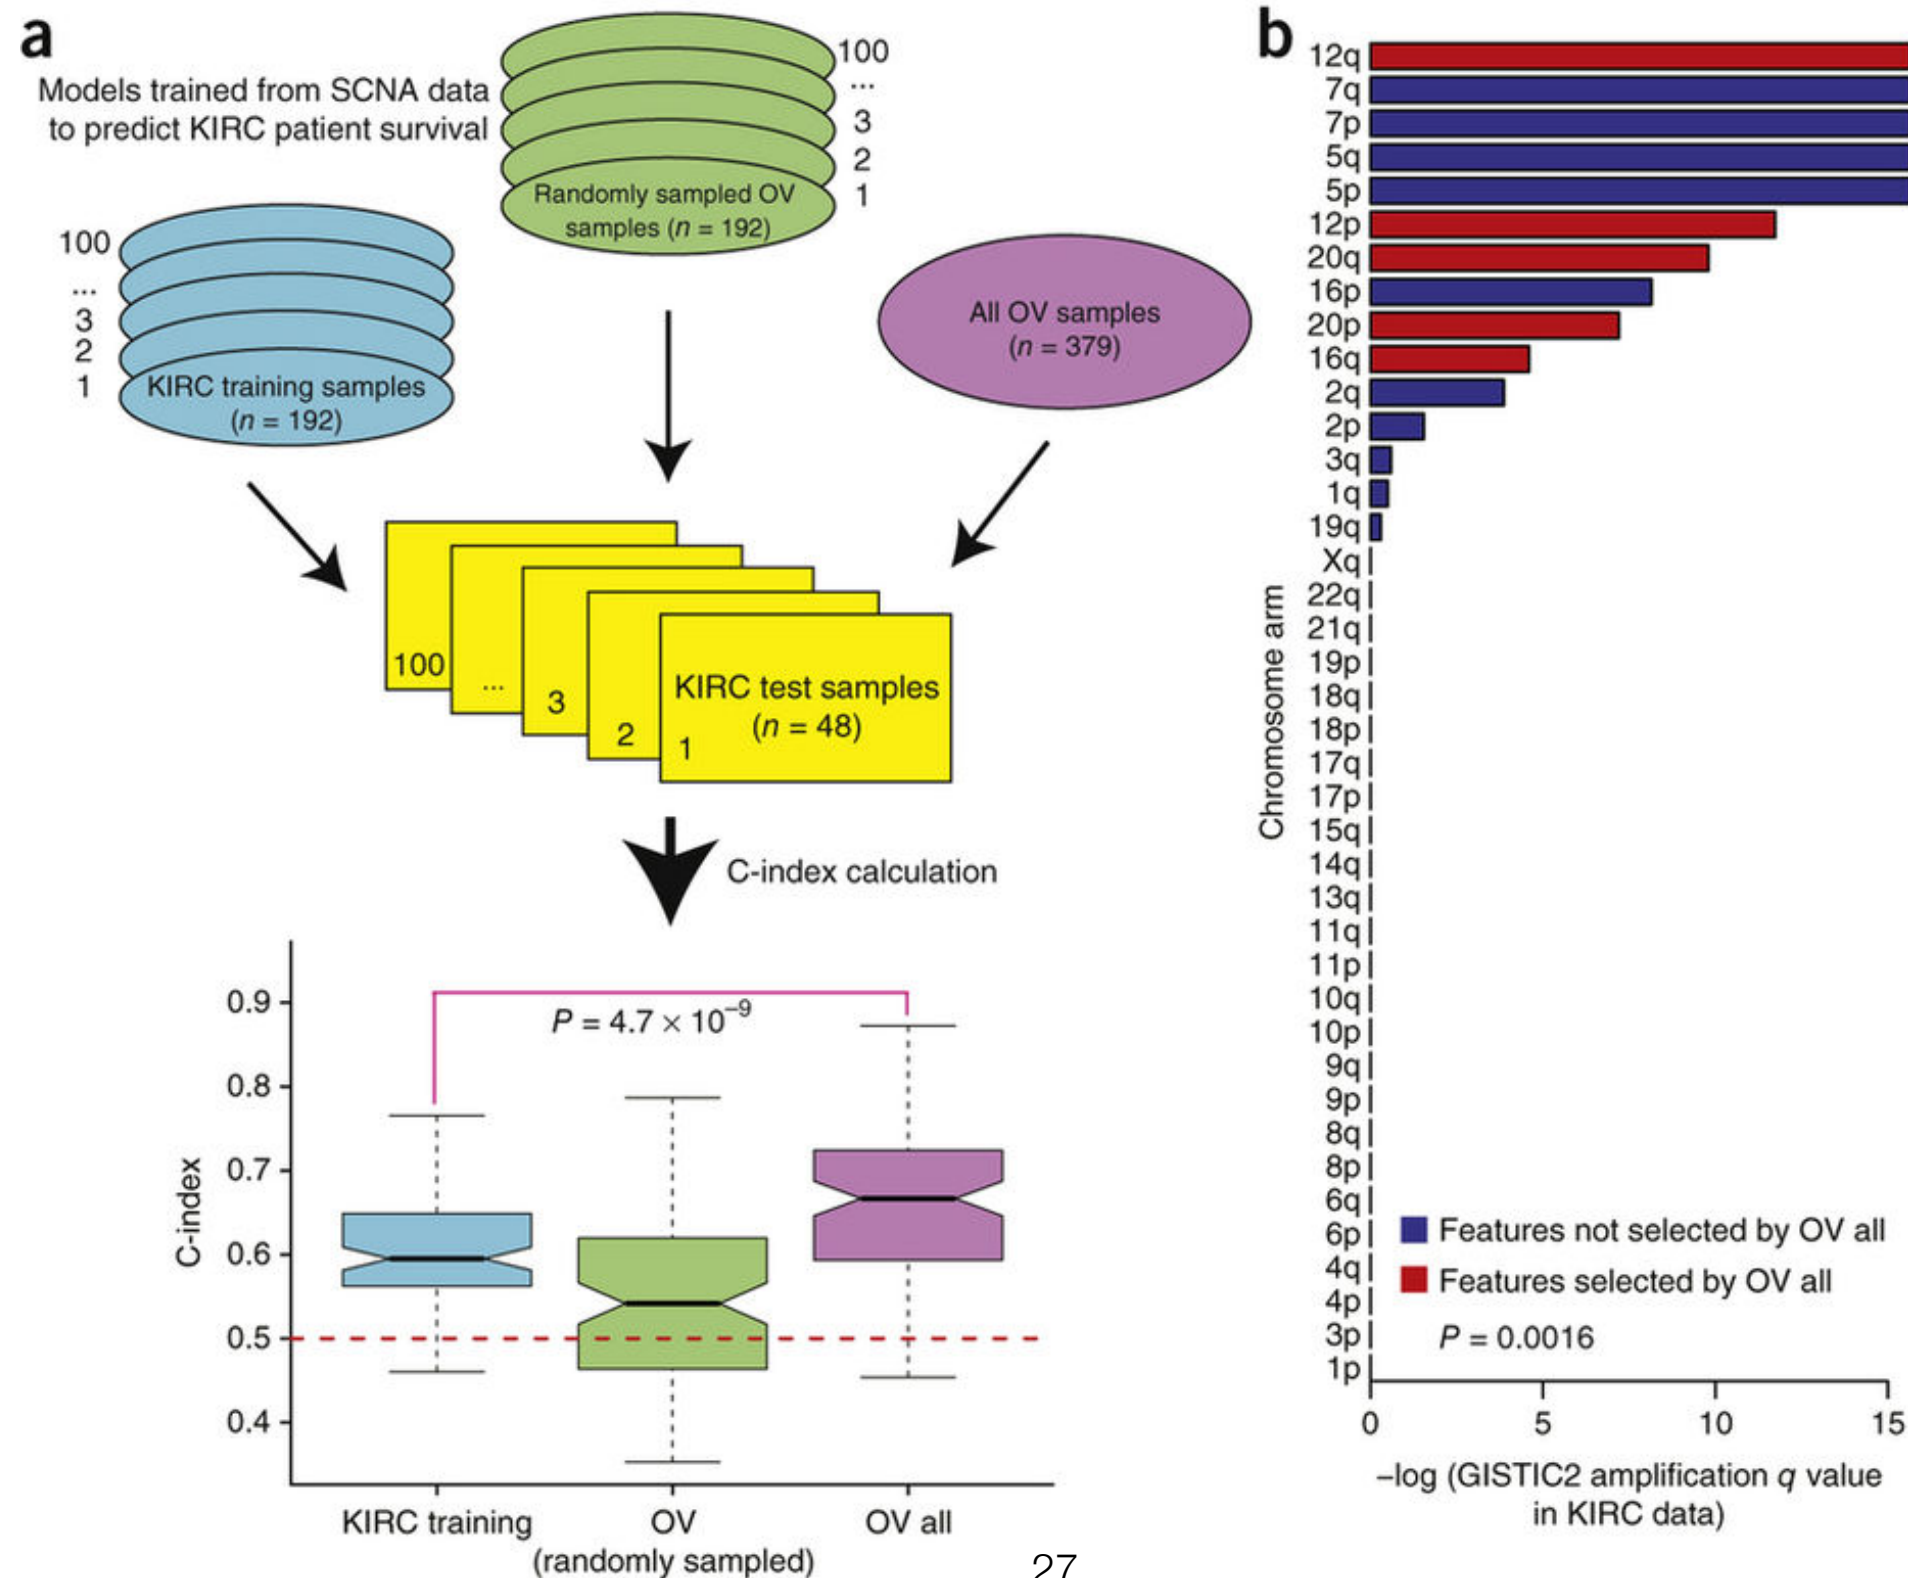 a
Models trained from SCNA data
to predict KIRC patient survival
100
...
3
2
1
Randomly sampled OV
samples (n = 192)
100
...
3
2
1
KIRC training samples
(n = 192)
All OV samples
(n = 379)
100
...
3
2
1
KIRC test samples
(n = 48)
C-index calculation
P = 4.7 × 10⁻⁹
C-index
0.9
0.8
0.7
0.6
0.5
0.4
KIRC training
OV
(randomly sampled)
OV all
b
Chromosome arm
12q
7q
7p
5q
5p
12p
20q
16p
20p
16q
2q
2p
3q
1q
19q
Xq
22q
21q
19p
18q
18p
17q
17p
15q
14q
13q
11q
11p
10q
10p
9q
9p
8q
8p
6q
6p
4q
4p
3p
1p
Features not selected by OV all
Features selected by OV all
P = 0.0016
0
5
10
15
–log (GISTIC2 amplification q value
in KIRC data)
27